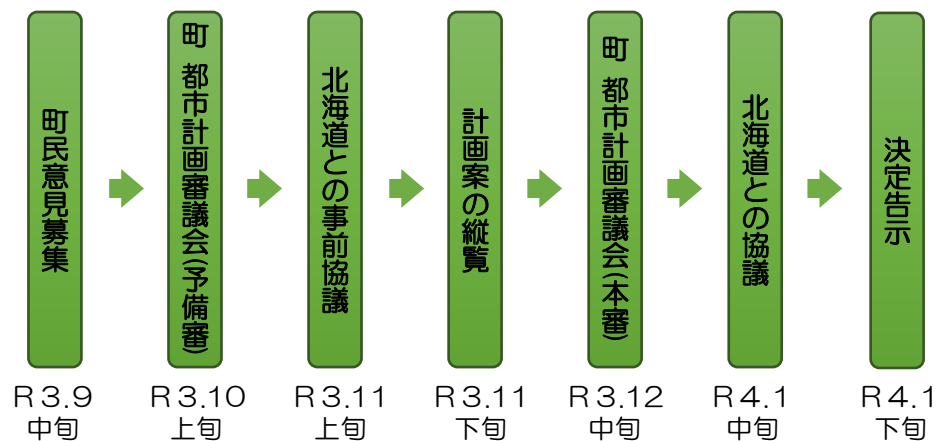 町民意見募集
町 都市計画審議会(予備審)
北海道との事前協議
計画案の縦覧
町 都市計画審議会(本審)
北海道との協議
決定告示
R3.9
中旬
R3.10
上旬
R3.11
上旬
R3.11
下旬
R3.12
中旬
R4.1
中旬
R4.1
下旬